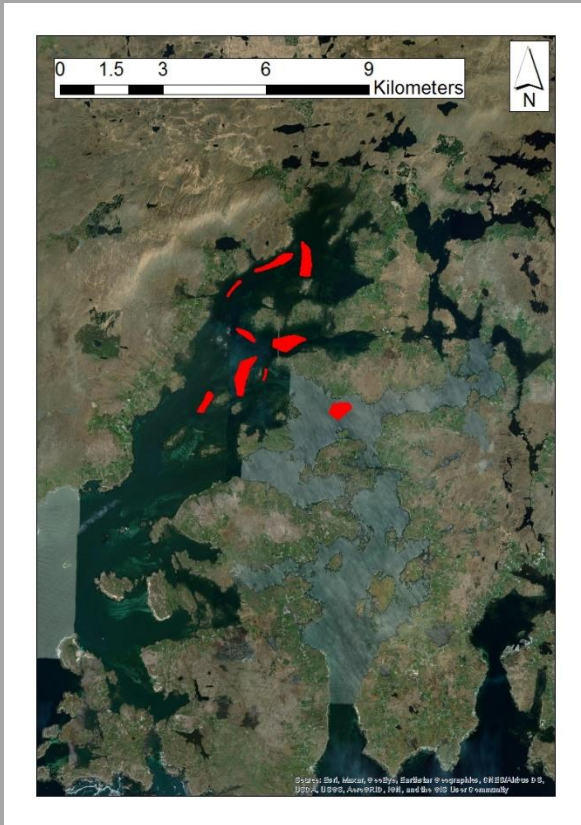 0 1.5 3 6 9
Kilometers
N
Source: Esri, Maxar, GeoEye, Earthstar Geographics, CNES/Airbus DS,
USDA, USGS, AeroGRID, IGN, and the GIS User Community